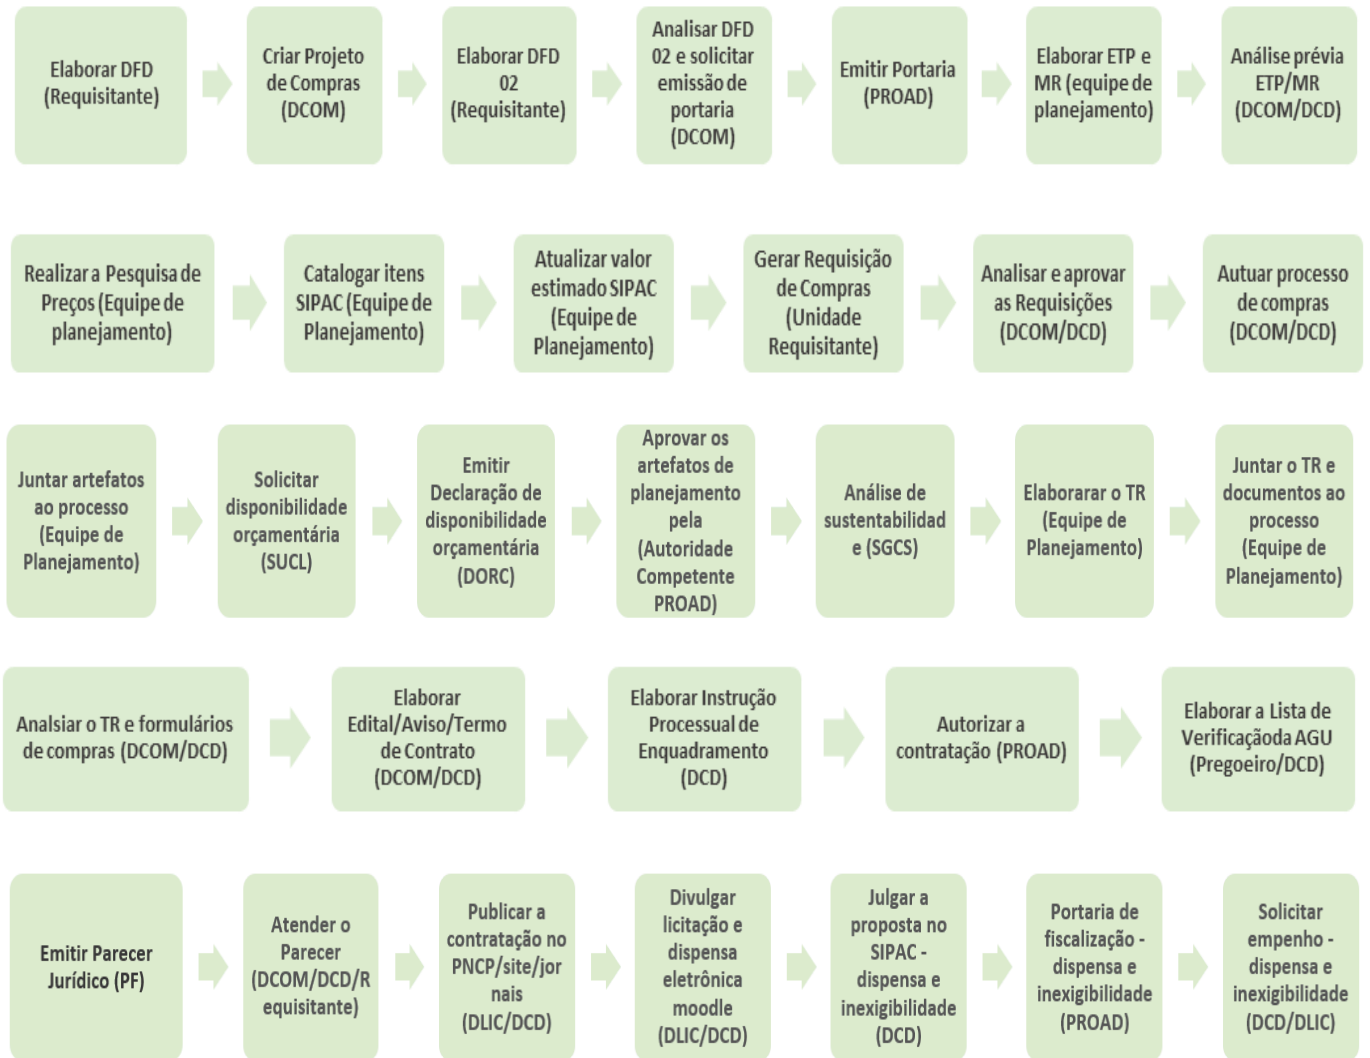 Elaborar DFD
(Requisitante)
Criar Projeto
de Compras
(DCOM)
Elaborar DFD
02
(Requisitante)
Analisar DFD
02 e solicitar
emissão de
portaria
(DCOM)
Emitir Portaria
(PROAD)
Elaborar ETP e
MR (equipe de
planejamento)
Análise prévia
ETP/MR
(DCOM/DCD)
Realizar a Pesquisa de
Preços (Equipe de
planejamento)
Catalogar itens
SIPAC (Equipe de
Planejamento)
Atualizar valor
estimado SIPAC
(Equipe de
Planejamento)
Gerar Requisição
de Compras
(Unidade
Requisitante)
Analisar e aprovar
as Requisições
(DCOM/DCD)
Autuar processo
de compras
(DCOM/DCD)
Juntar artefatos
ao processo
(Equipe de
Planejamento)
Solicitar
disponibilidade
orçamentária
(SUCL)
Emitir
Declaração de
disponibilidade
orçamentária
(DORC)
Aprovar os
artefatos de
planejamento
pela
(Autoridade
Competente
PROAD)
Análise de
sustentabilidad
e (SGCS)
Elaborarar o TR
(Equipe de
Planejamento)
Juntar o TR e
documentos ao
processo
(Equipe de
Planejamento)
Analsiar o TR e formulários
de compras (DCOM/DCD)
Elaborar
Edital/Aviso/Termo
de Contrato
(DCOM/DCD)
Elaborar Instrução
Processual de
Enquadramento
(DCD)
Autorizar a
contratação (PROAD)
Elaborar a Lista de
Verificaçãoda AGU
(Pregoeiro/DCD)
Emitir Parecer
Jurídico (PF)
Atender o
Parecer
(DCOM/DCD/R
equisitante)
Publicar a
contratação no
PNCP/site/jor
nais
(DLIC/DCD)
Divulgar
licitação e
dispensa
eletrônica
moodle
(DLIC/DCD)
Julgar a
proposta no
SIPAC -
dispensa e
inexigibilidade
(DCD)
Portaria de
fiscalização -
dispensa e
inexigibilidade
(PROAD)
Solicitar
empenho -
dispensa e
inexigibilidade
(DCD/DLIC)